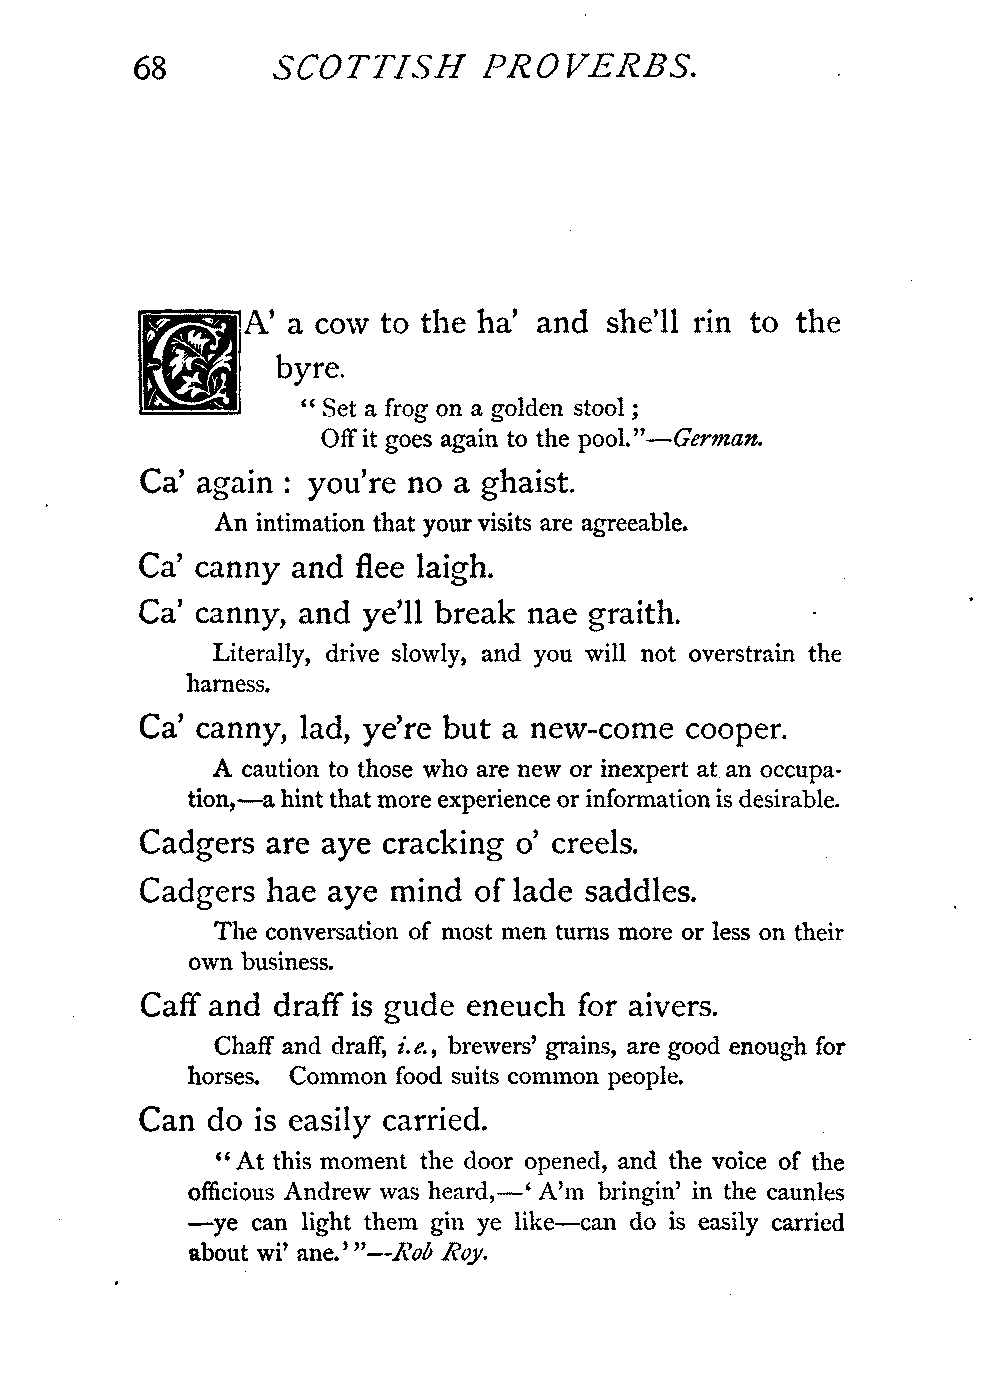 68 SCOTTISH PROVERBS.
CA' a cow to the ha' and she'll rin to the
byre.
“ Set a frog on a golden stool ;
Off it goes again to the pool.”—German.
Ca' again : you're no a ghaist.
An intimation that your visits are agreeable.
Ca' canny and flee laigh.
Ca' canny, and ye'll break nae graith.
Literally, drive slowly, and you will not overstrain the
harness.
Ca' canny, lad, ye're but a new-come cooper.
A caution to those who are new or inexpert at an occupa-
tion,—a hint that more experience or information is desirable.
Cadgers are aye cracking o' creels.
Cadgers hae aye mind of lade saddles.
The conversation of most men turns more or less on their
own business.
Caff and draff is gude eneuch for aivers.
Chaff and draff, i.e., brewers' grains, are good enough for
horses. Common food suits common people.
Can do is easily carried.
“ At this moment the door opened, and the voice of the
officious Andrew was heard,—‘ A'm bringin' in the caunles
—ye can light them gin ye like—can do is easily carried
about wi' ane.’ ”—Rob Roy.